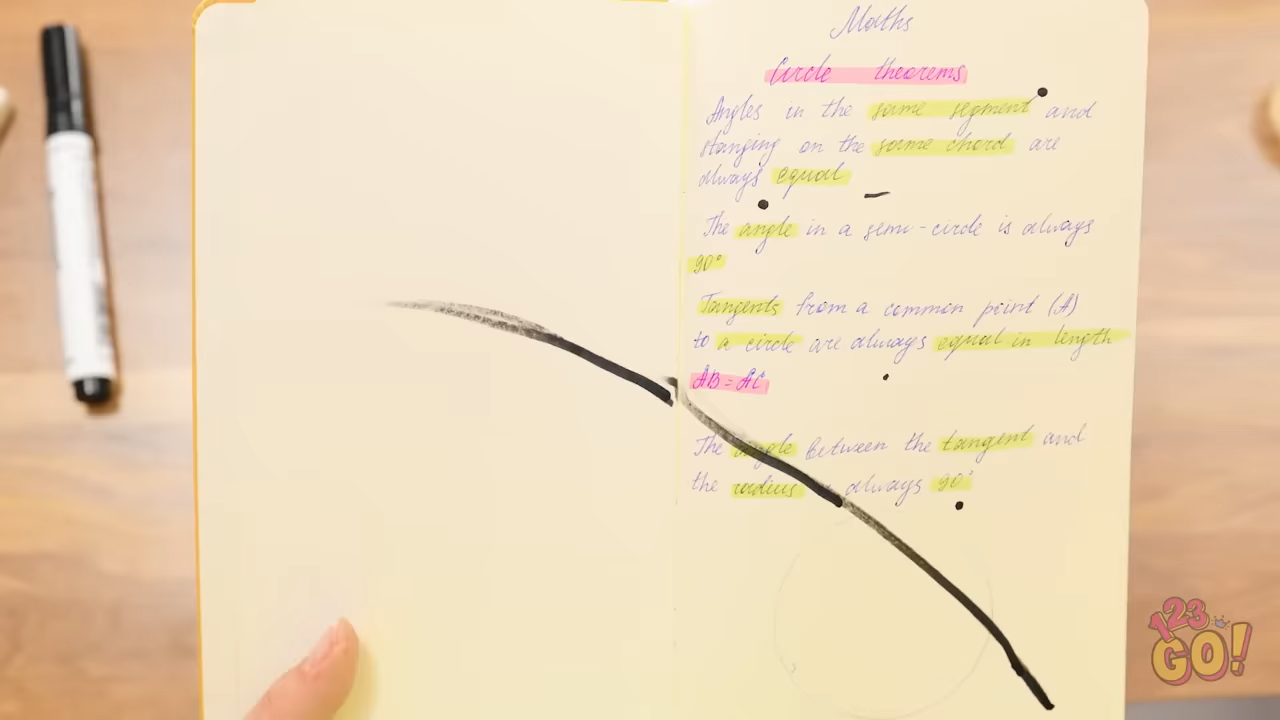 Maths
Circle theorems
Angles in the same segment and
hanging on the same chord are
always equal
The angle in a semi-circle is always
90°
Tangents from a common point (A)
to a circle are always equal in length
AB = AC
The angle between the tangent and
the radius always 90°
123
GO!